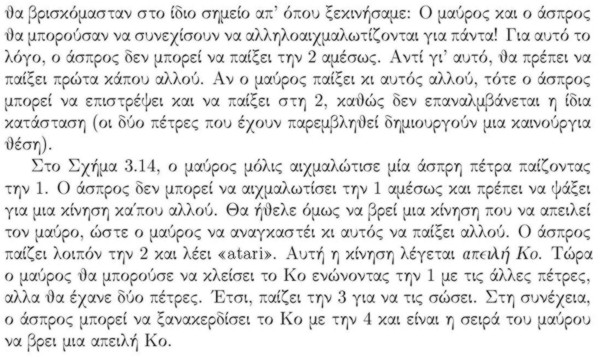 θα βρισκόμασταν στο ίδιο σημείο απ' όπου ξεκινήσαμε: Ο μαύρος και ο άσπρος
θα μπορούσαν να συνεχίσουν να αλληλοαιχμαλωτίζονται για πάντα! Για αυτό το
λόγο, ο άσπρος δεν μπορεί να παίξει την 2 αμέσως. Αντί γι' αυτό, θα πρέπει να
παίξει πρώτα κάπου αλλού. Αν ο μαύρος παίξει κι αυτός αλλού, τότε ο άσπρος
μπορεί να επιστρέψει και να παίξει στη 2, καθώς δεν επαναλμβάνεται η ίδια
κατάσταση (οι δύο πέτρες που έχουν παρεμβληθεί δημιουργούν μια καινούργια
θέση).
Στο Σχήμα 3.14, ο μαύρος μόλις αιχμαλώτισε μία άσπρη πέτρα παίζοντας
την 1. Ο άσπρος δεν μπορεί να αιχμαλωτίσει την 1 αμέσως και πρέπει να ψάξει
για μια κίνηση κα΄που αλλού. Θα ήθελε όμως να βρεί μια κίνηση που να απειλεί
τον μαύρο, ώστε ο μαύρος να αναγκαστέι κι αυτός να παίξει αλλού. Ο άσπρος
παίζει λοιπόν την 2 και λέει «atari». Αυτή η κίνηση λέγεται απειλή Κο. Τώρα
ο μαύρος θα μπορούσε να κλείσει το Κο ενώνοντας την 1 με τις άλλες πέτρες,
αλλα θα έχανε δύο πέτρες. Έτσι, παίζει την 3 για να τις σώσει. Στη συνέχεια,
ο άσπρος μπορεί να ξανακερδίσει το Κο με την 4 και είναι η σειρά του μαύρου
να βρει μια απειλή Κο.